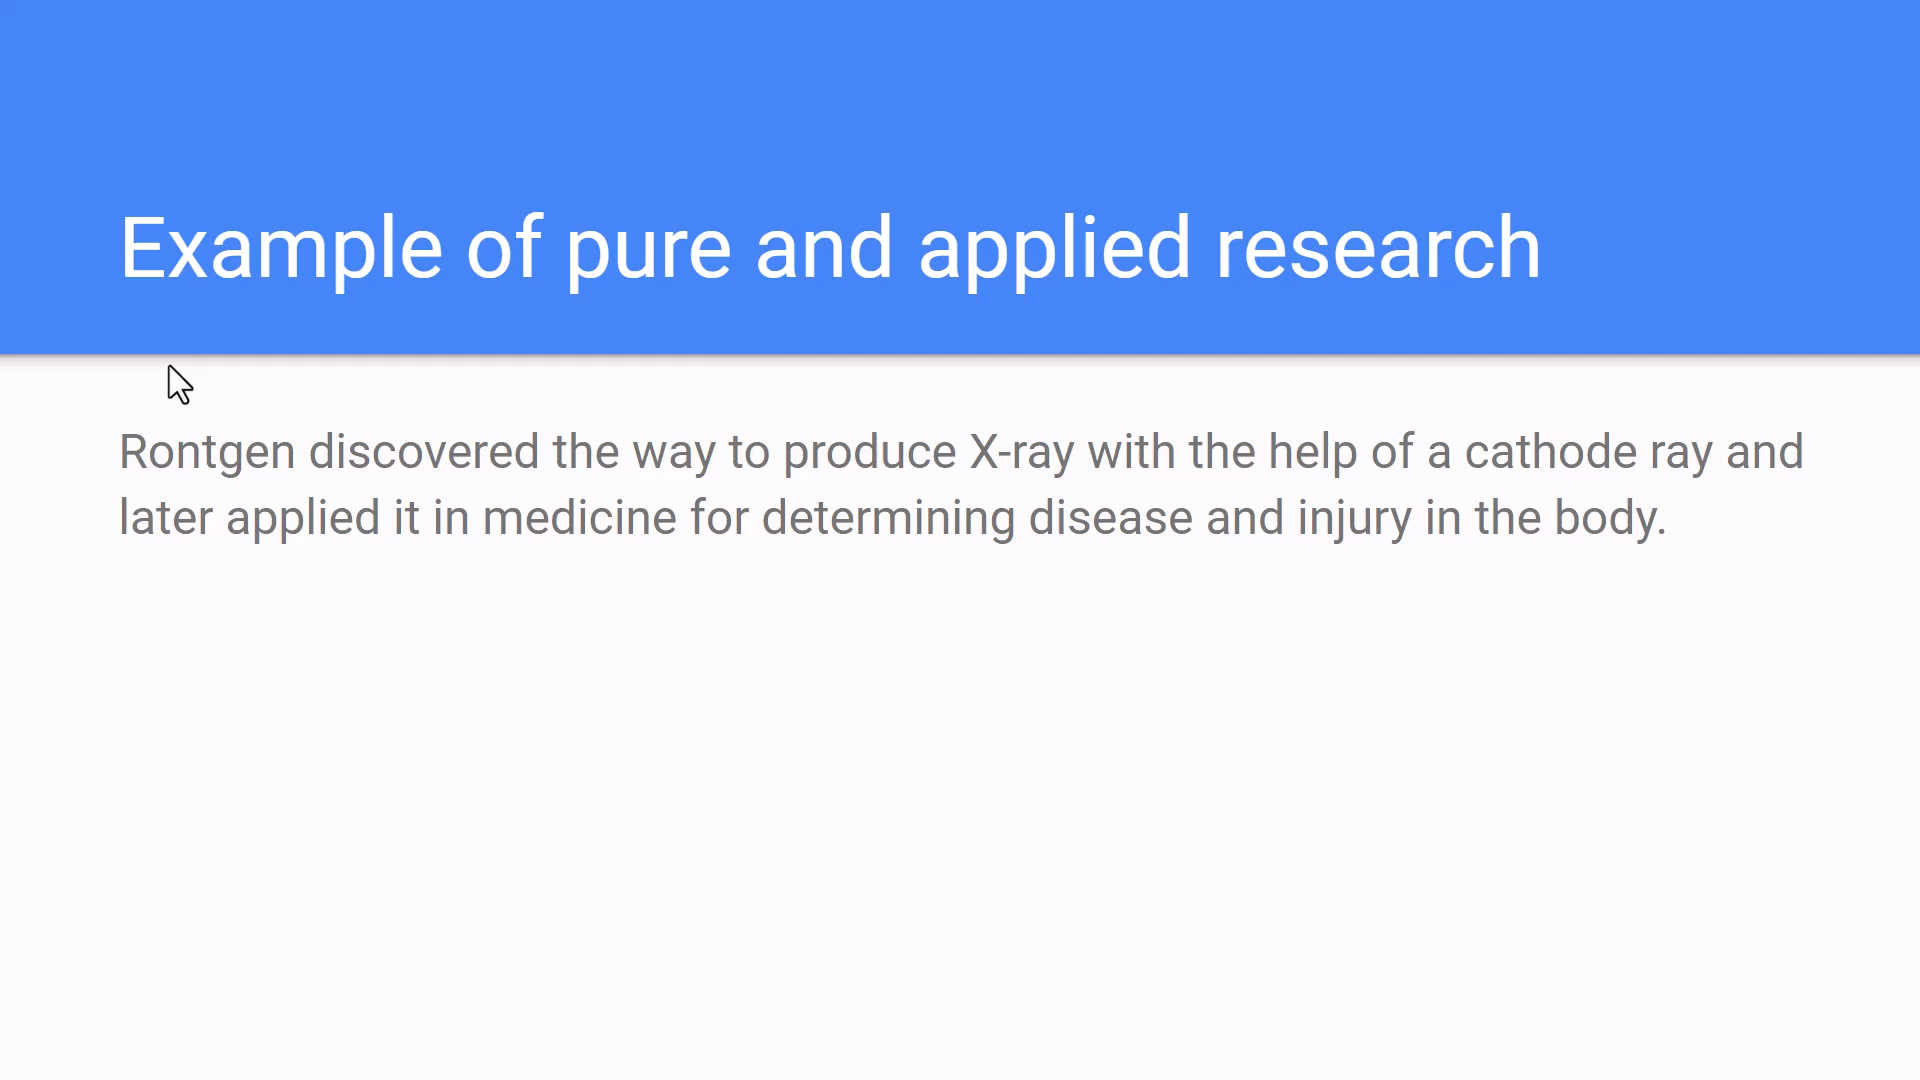 Example of pure and applied research
Rontgen discovered the way to produce X-ray with the help of a cathode ray and
later applied it in medicine for determining disease and injury in the body.